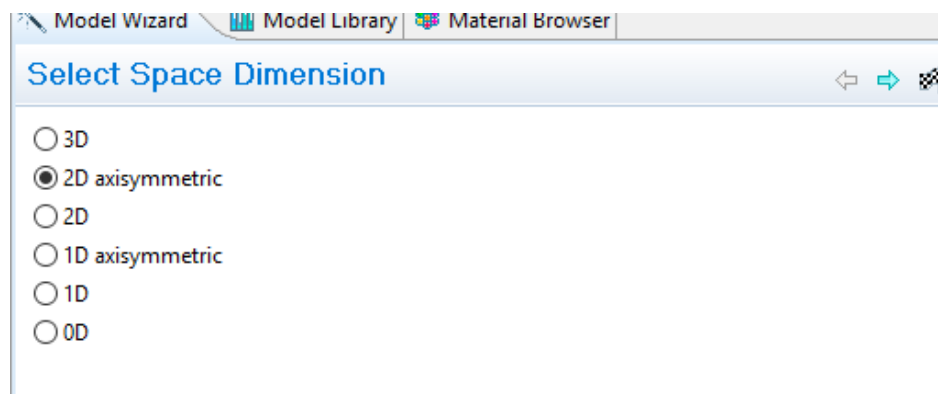 Model Wizard Model Library Material Browser
Select Space Dimension
3D
2D axisymmetric
2D
1D axisymmetric
1D
0D